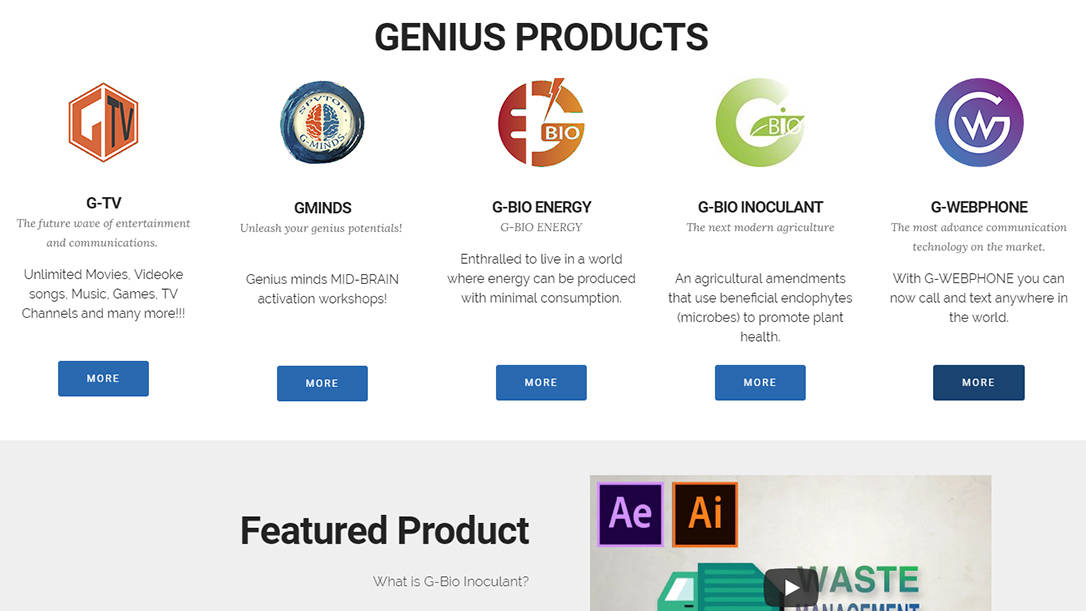 GENIUS PRODUCTS
GTV
SPVTOP
G-MINDS
EG BIO
G BIO
GW
G-TV
The future wave of entertainment
and communications.
Unlimited Movies, Videoke
songs, Music, Games, TV
Channels and many more!!!
MORE
GMINDS
Unleash your genius potentials!
Genius minds MID-BRAIN
activation workshops!
MORE
G-BIO ENERGY
G-BIO ENERGY
Enthralled to live in a world
where energy can be produced
with minimal consumption.
MORE
G-BIO INOCULANT
The next modern agriculture
An agricultural amendments
that use beneficial endophytes
(microbes) to promote plant
health.
MORE
G-WEBPHONE
The most advance communication
technology on the market.
With G-WEBPHONE you can
now call and text anywhere in
the world.
MORE
Featured Product
What is G-Bio Inoculant?
Ae
Ai
WASTE
MANAGEMENT